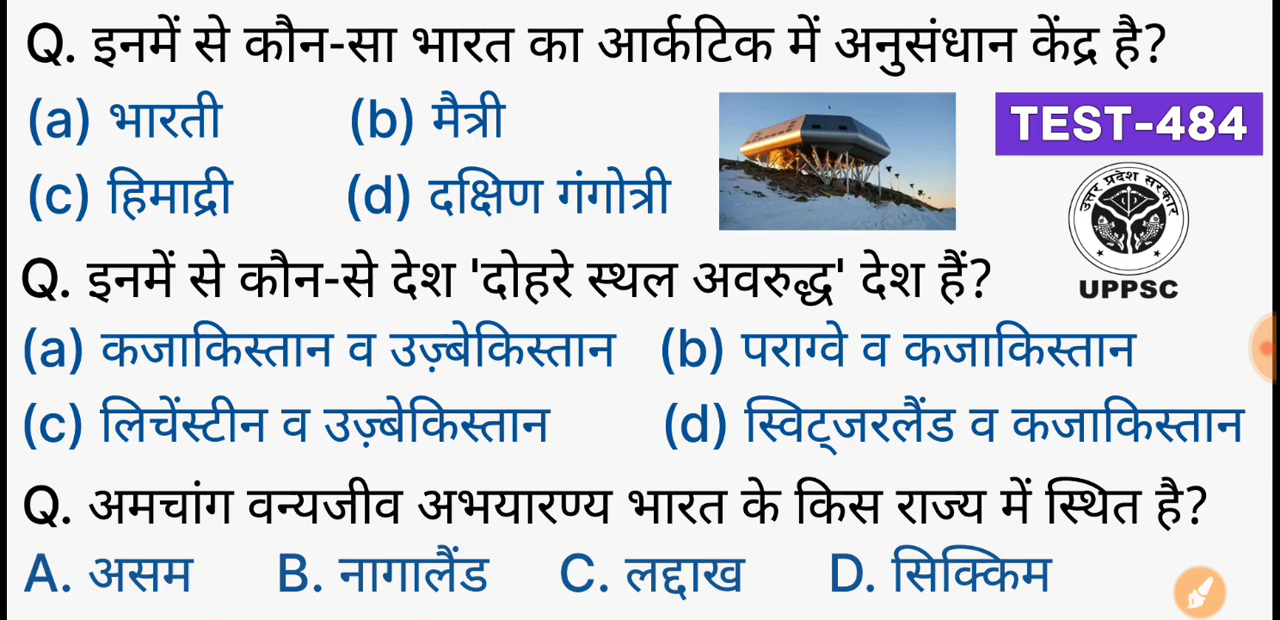 Q. इनमें से कौन-सा भारत का आर्कटिक में अनुसंधान केंद्र है?
(a) भारती (b) मैत्री
(c) हिमाद्री (d) दक्षिण गंगोत्री
TEST-484
उत्तर प्रदेश सरकार
UPPSC
Q. इनमें से कौन-से देश 'दोहरे स्थल अवरुद्ध' देश हैं?
(a) कजाकिस्तान व उज़्बेकिस्तान (b) पराग्वे व कजाकिस्तान
(c) लिचेंस्टीन व उज़्बेकिस्तान (d) स्विट्जरलैंड व कजाकिस्तान
Q. अमचांग वन्यजीव अभयारण्य भारत के किस राज्य में स्थित है?
A. असम B. नागालैंड C. लद्दाख D. सिक्किम